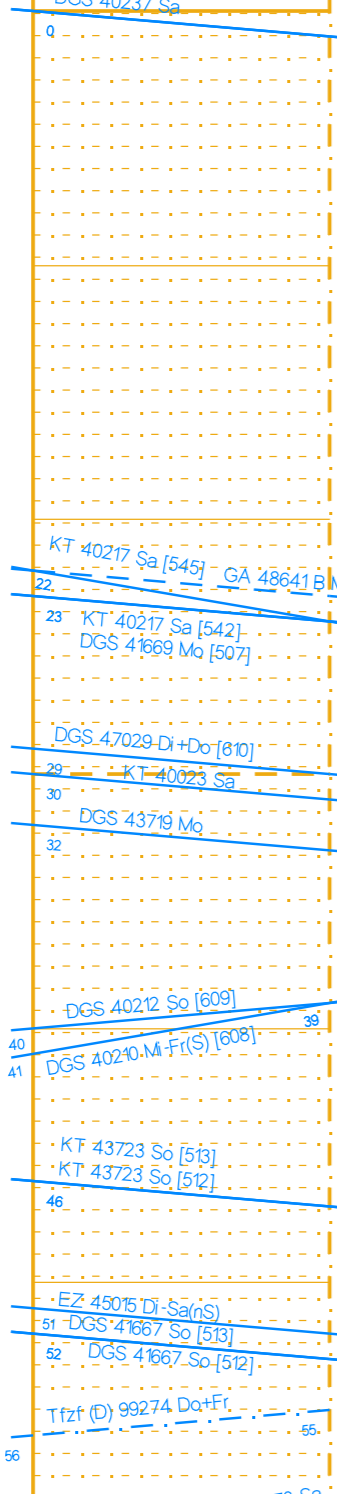 DGS 40237 Sa
0
KT 40217 Sa [545]
GA 48641 B M
22
23
KT 40217 Sa [542]
DGS 41669 Mo [507]
DGS 47029 Di+Do [610]
29
KT 40023 Sa
30
DGS 43719 Mo
32
DGS 40212 So [609]
39
40
DGS 40210 Mi-Fr(S) [608]
41
KT 43723 So [513]
KT 43723 So [512]
46
EZ 45015 Di-Sa(nS)
51
DGS 41667 So [513]
52
DGS 41667 So [512]
Tfzf (D) 99274 Do+Fr
55
56
Sa